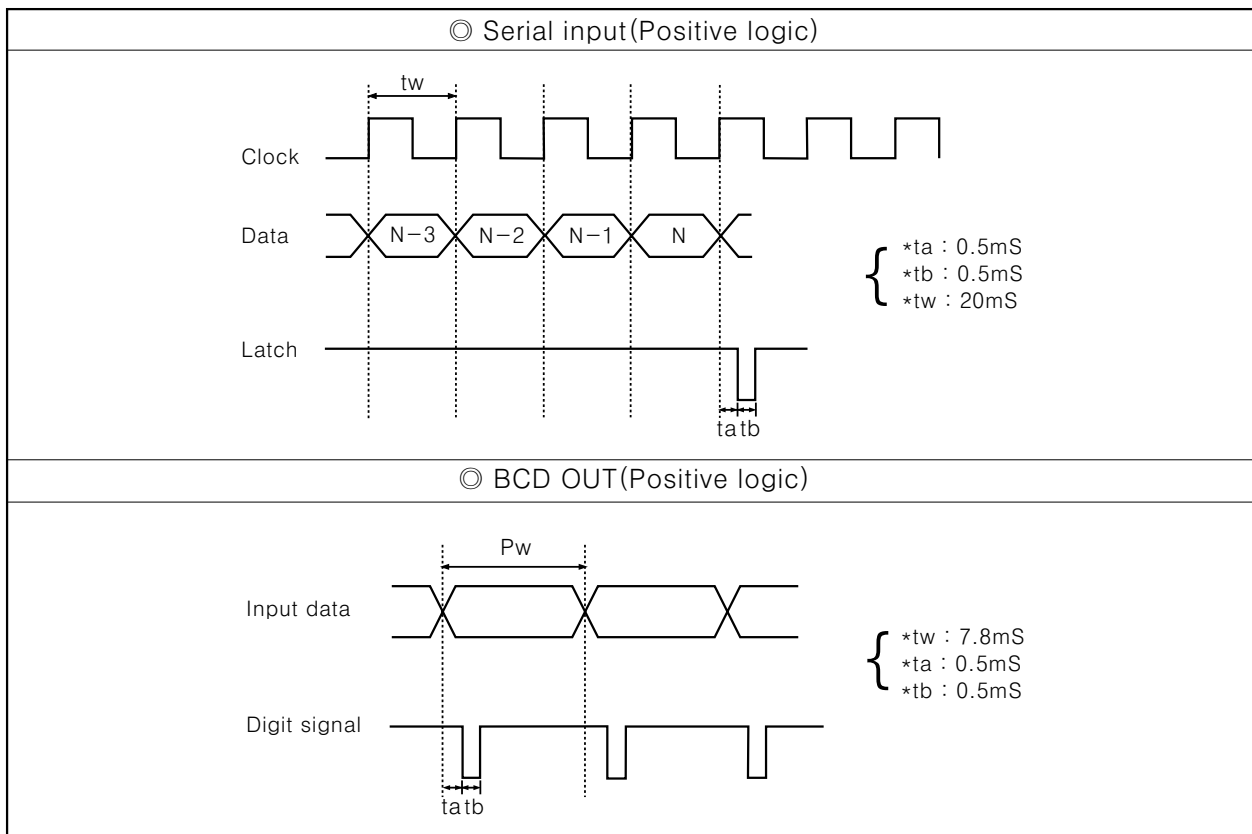 ◎ Serial input(Positive logic)
tw
Clock
Data
N-3
N-2
N-1
N
*ta : 0.5mS
*tb : 0.5mS
*tw : 20mS
Latch
ta tb
◎ BCD OUT(Positive logic)
Pw
Input data
*tw : 7.8mS
*ta : 0.5mS
*tb : 0.5mS
Digit signal
ta tb